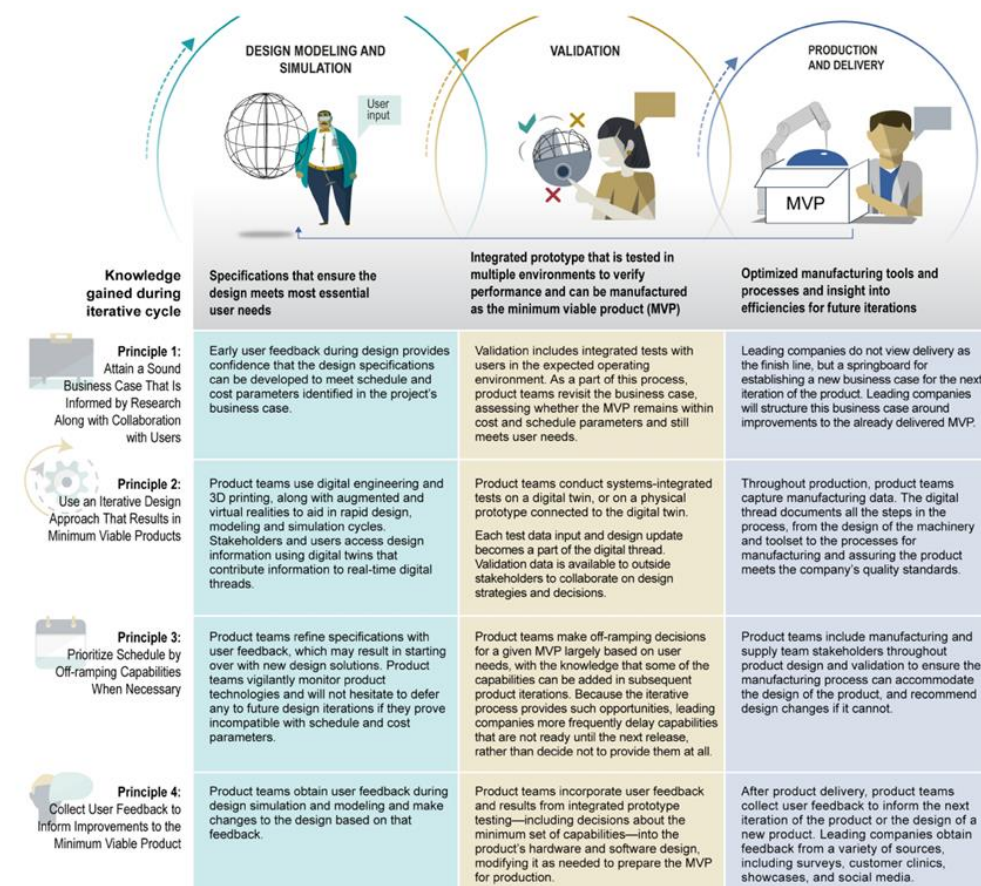 DESIGN MODELING AND
SIMULATION
User
input
VALIDATION
PRODUCTION
AND DELIVERY
MVP
Knowledge
gained during
iterative cycle
Specifications that ensure the
design meets most essential
user needs
Integrated prototype that is tested in
multiple environments to verify
performance and can be manufactured
as the minimum viable product (MVP)
Optimized manufacturing tools and
processes and insight into
efficiencies for future iterations
Principle 1:
Attain a Sound
Business Case That Is
Informed by Research
Along with Collaboration
with Users
Early user feedback during design provides
confidence that the design specifications
can be developed to meet schedule and
cost parameters identified in the project's
business case.
Validation includes integrated tests with
users in the expected operating
environment. As a part of this process,
product teams revisit the business case,
assessing whether the MVP remains within
cost and schedule parameters and still
meets user needs.
Leading companies do not view delivery as
the finish line, but a springboard for
establishing a new business case for the next
iteration of the product. Leading companies
will structure this business case around
improvements to the already delivered MVP.
Principle 2:
Use an Iterative Design
Approach That Results in
Minimum Viable Products
Product teams use digital engineering and
3D printing, along with augmented and
virtual realities to aid in rapid design,
modeling and simulation cycles.
Stakeholders and users access design
information using digital twins that
contribute information to real-time digital
threads.
Product teams conduct systems-integrated
tests on a digital twin, or on a physical
prototype connected to the digital twin.
Each test data input and design update
becomes a part of the digital thread.
Validation data is available to outside
stakeholders to collaborate on design
strategies and decisions.
Throughout production, product teams
capture manufacturing data. The digital
thread documents all the steps in the
process, from the design of the machinery
and toolset to the processes for
manufacturing and assuring the product
meets the company's quality standards.
Principle 3:
Prioritize Schedule by
Off-ramping Capabilities
When Necessary
Product teams refine specifications with
user feedback, which may result in starting
over with new design solutions. Product
teams vigilantly monitor product
technologies and will not hesitate to defer
any to future design iterations if they prove
incompatible with schedule and cost
parameters.
Product teams make off-ramping decisions
for a given MVP largely based on user
needs, with the knowledge that some of the
capabilities can be added in subsequent
product iterations. Because the iterative
process provides such opportunities, leading
companies more frequently delay capabilities
that are not ready until the next release,
rather than decide not to provide them at all.
Product teams include manufacturing and
supply team stakeholders throughout
product design and validation to ensure the
manufacturing process can accommodate
the design of the product, and recommend
design changes if it cannot.
Principle 4:
Collect User Feedback to
Inform Improvements to the
Minimum Viable Product
Product teams obtain user feedback during
design simulation and modeling and make
changes to the design based on that
feedback.
Product teams incorporate user feedback
and results from integrated prototype
testing—including decisions about the
minimum set of capabilities—into the
product's hardware and software design,
modifying it as needed to prepare the MVP
for production.
After product delivery, product teams
collect user feedback to inform the next
iteration of the product or the design of a
new product. Leading companies obtain
feedback from a variety of sources,
including surveys, customer clinics,
showcases, and social media.